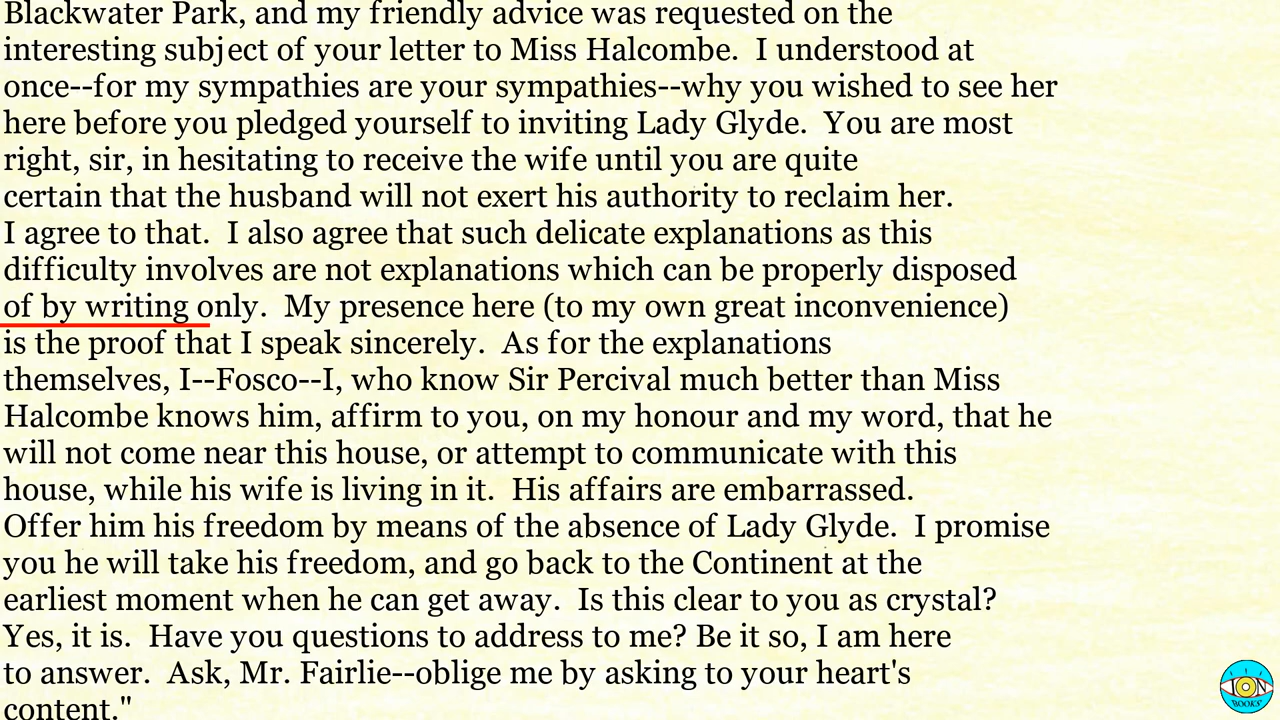 Blackwater Park, and my friendly advice was requested on the
interesting subject of your letter to Miss Halcombe.  I understood at
once--for my sympathies are your sympathies--why you wished to see her
here before you pledged yourself to inviting Lady Glyde.  You are most
right, sir, in hesitating to receive the wife until you are quite
certain that the husband will not exert his authority to reclaim her.
I agree to that.  I also agree that such delicate explanations as this
difficulty involves are not explanations which can be properly disposed
of by writing only.  My presence here (to my own great inconvenience)
is the proof that I speak sincerely.  As for the explanations
themselves, I--Fosco--I, who know Sir Percival much better than Miss
Halcombe knows him, affirm to you, on my honour and my word, that he
will not come near this house, or attempt to communicate with this
house, while his wife is living in it.  His affairs are embarrassed.
Offer him his freedom by means of the absence of Lady Glyde.  I promise
you he will take his freedom, and go back to the Continent at the
earliest moment when he can get away.  Is this clear to you as crystal?
Yes, it is.  Have you questions to address to me? Be it so, I am here
to answer.  Ask, Mr. Fairlie--oblige me by asking to your heart's
content."
ION
BOOKS